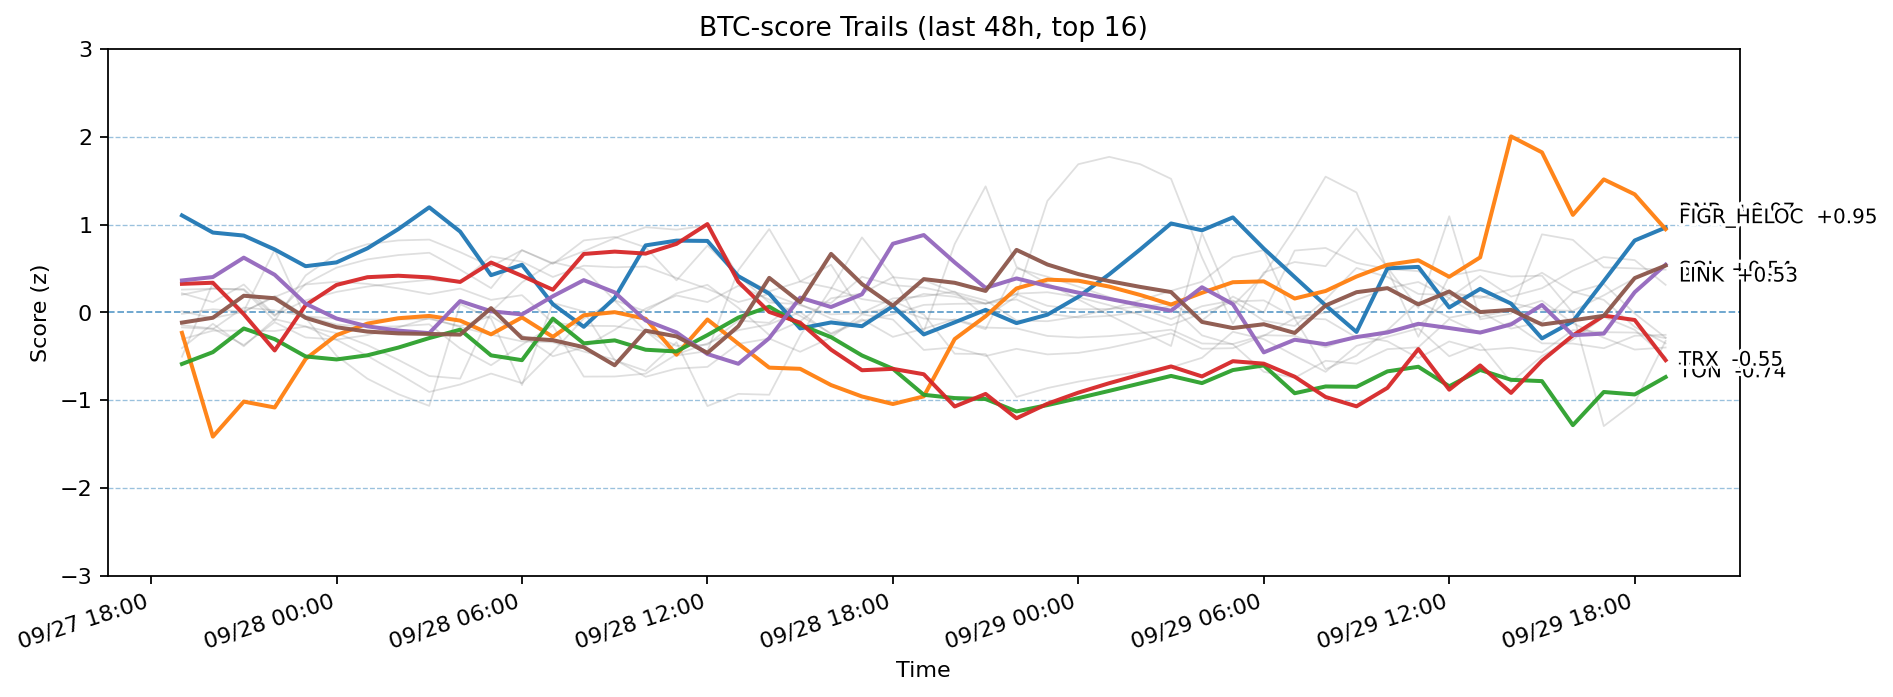 BTC-score Trails (last 48h, top 16)
Score (z)
3
2
1
0
−1
−2
−3
FIGR_HELOC +0.95
LINK +0.53
TRX -0.55
TON -0.74
09/27 18:00
09/28 00:00
09/28 06:00
09/28 12:00
09/28 18:00
09/29 00:00
09/29 06:00
09/29 12:00
09/29 18:00
Time